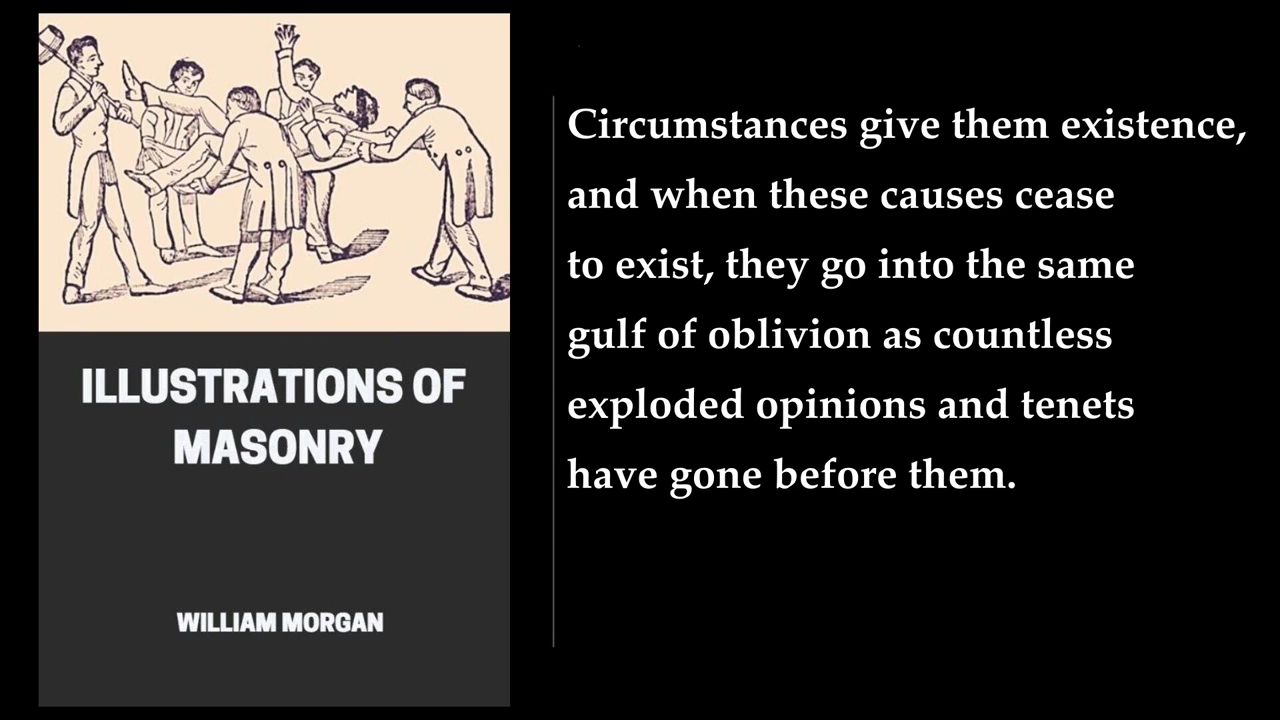 ILLUSTRATIONS OF
MASONRY
WILLIAM MORGAN
Circumstances give them existence,
and when these causes cease
to exist, they go into the same
gulf of oblivion as countless
exploded opinions and tenets
have gone before them.